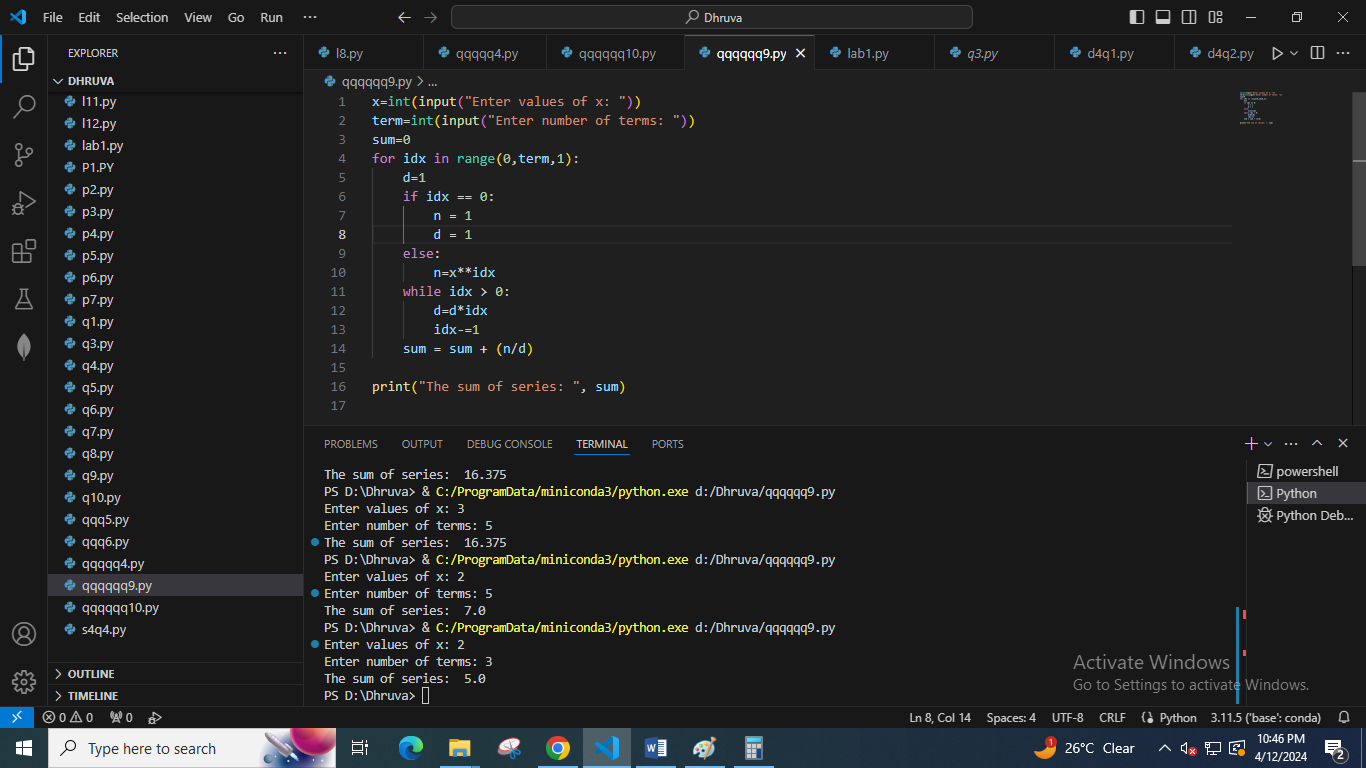 File Edit Selection View Go Run ··· Dhruva
EXPLORER ···
l8.py qqqqq4.py qqqqqq10.py qqqqqq9.py lab1.py q3.py d4q1.py d4q2.py ···
DHRUVA
l11.py
l12.py
lab1.py
P1.PY
p2.py
p3.py
p4.py
p5.py
p6.py
p7.py
q1.py
q3.py
q4.py
q5.py
q6.py
q7.py
q8.py
q9.py
q10.py
qqq5.py
qqq6.py
qqqqq4.py
qqqqqq9.py
qqqqqq10.py
s4q4.py
OUTLINE
TIMELINE
qqqqqq9.py > ...
1 x=int(input("Enter values of x: "))
2 term=int(input("Enter number of terms: "))
3 sum=0
4 for idx in range(0,term,1):
5     d=1
6     if idx == 0:
7         n = 1
8         d = 1
9     else:
10         n=x**idx
11     while idx > 0:
12         d=d*idx
13         idx-=1
14     sum = sum + (n/d)
15
16 print("The sum of series: ", sum)
17
PROBLEMS OUTPUT DEBUG CONSOLE TERMINAL PORTS ···
The sum of series:  16.375
PS D:\Dhruva> & C:/ProgramData/miniconda3/python.exe d:/Dhruva/qqqqqq9.py
Enter values of x: 3
Enter number of terms: 5
The sum of series:  16.375
PS D:\Dhruva> & C:/ProgramData/miniconda3/python.exe d:/Dhruva/qqqqqq9.py
Enter values of x: 2
Enter number of terms: 5
The sum of series:  7.0
PS D:\Dhruva> & C:/ProgramData/miniconda3/python.exe d:/Dhruva/qqqqqq9.py
Enter values of x: 2
Enter number of terms: 3
The sum of series:  5.0
PS D:\Dhruva>
powershell
Python
Python Deb...
Activate Windows
Go to Settings to activate Windows.
0 0 0 Ln 8, Col 14 Spaces: 4 UTF-8 CRLF Python 3.11.5 ('base': conda)
Type here to search 1 26°C Clear 10:46 PM
4/12/2024 2